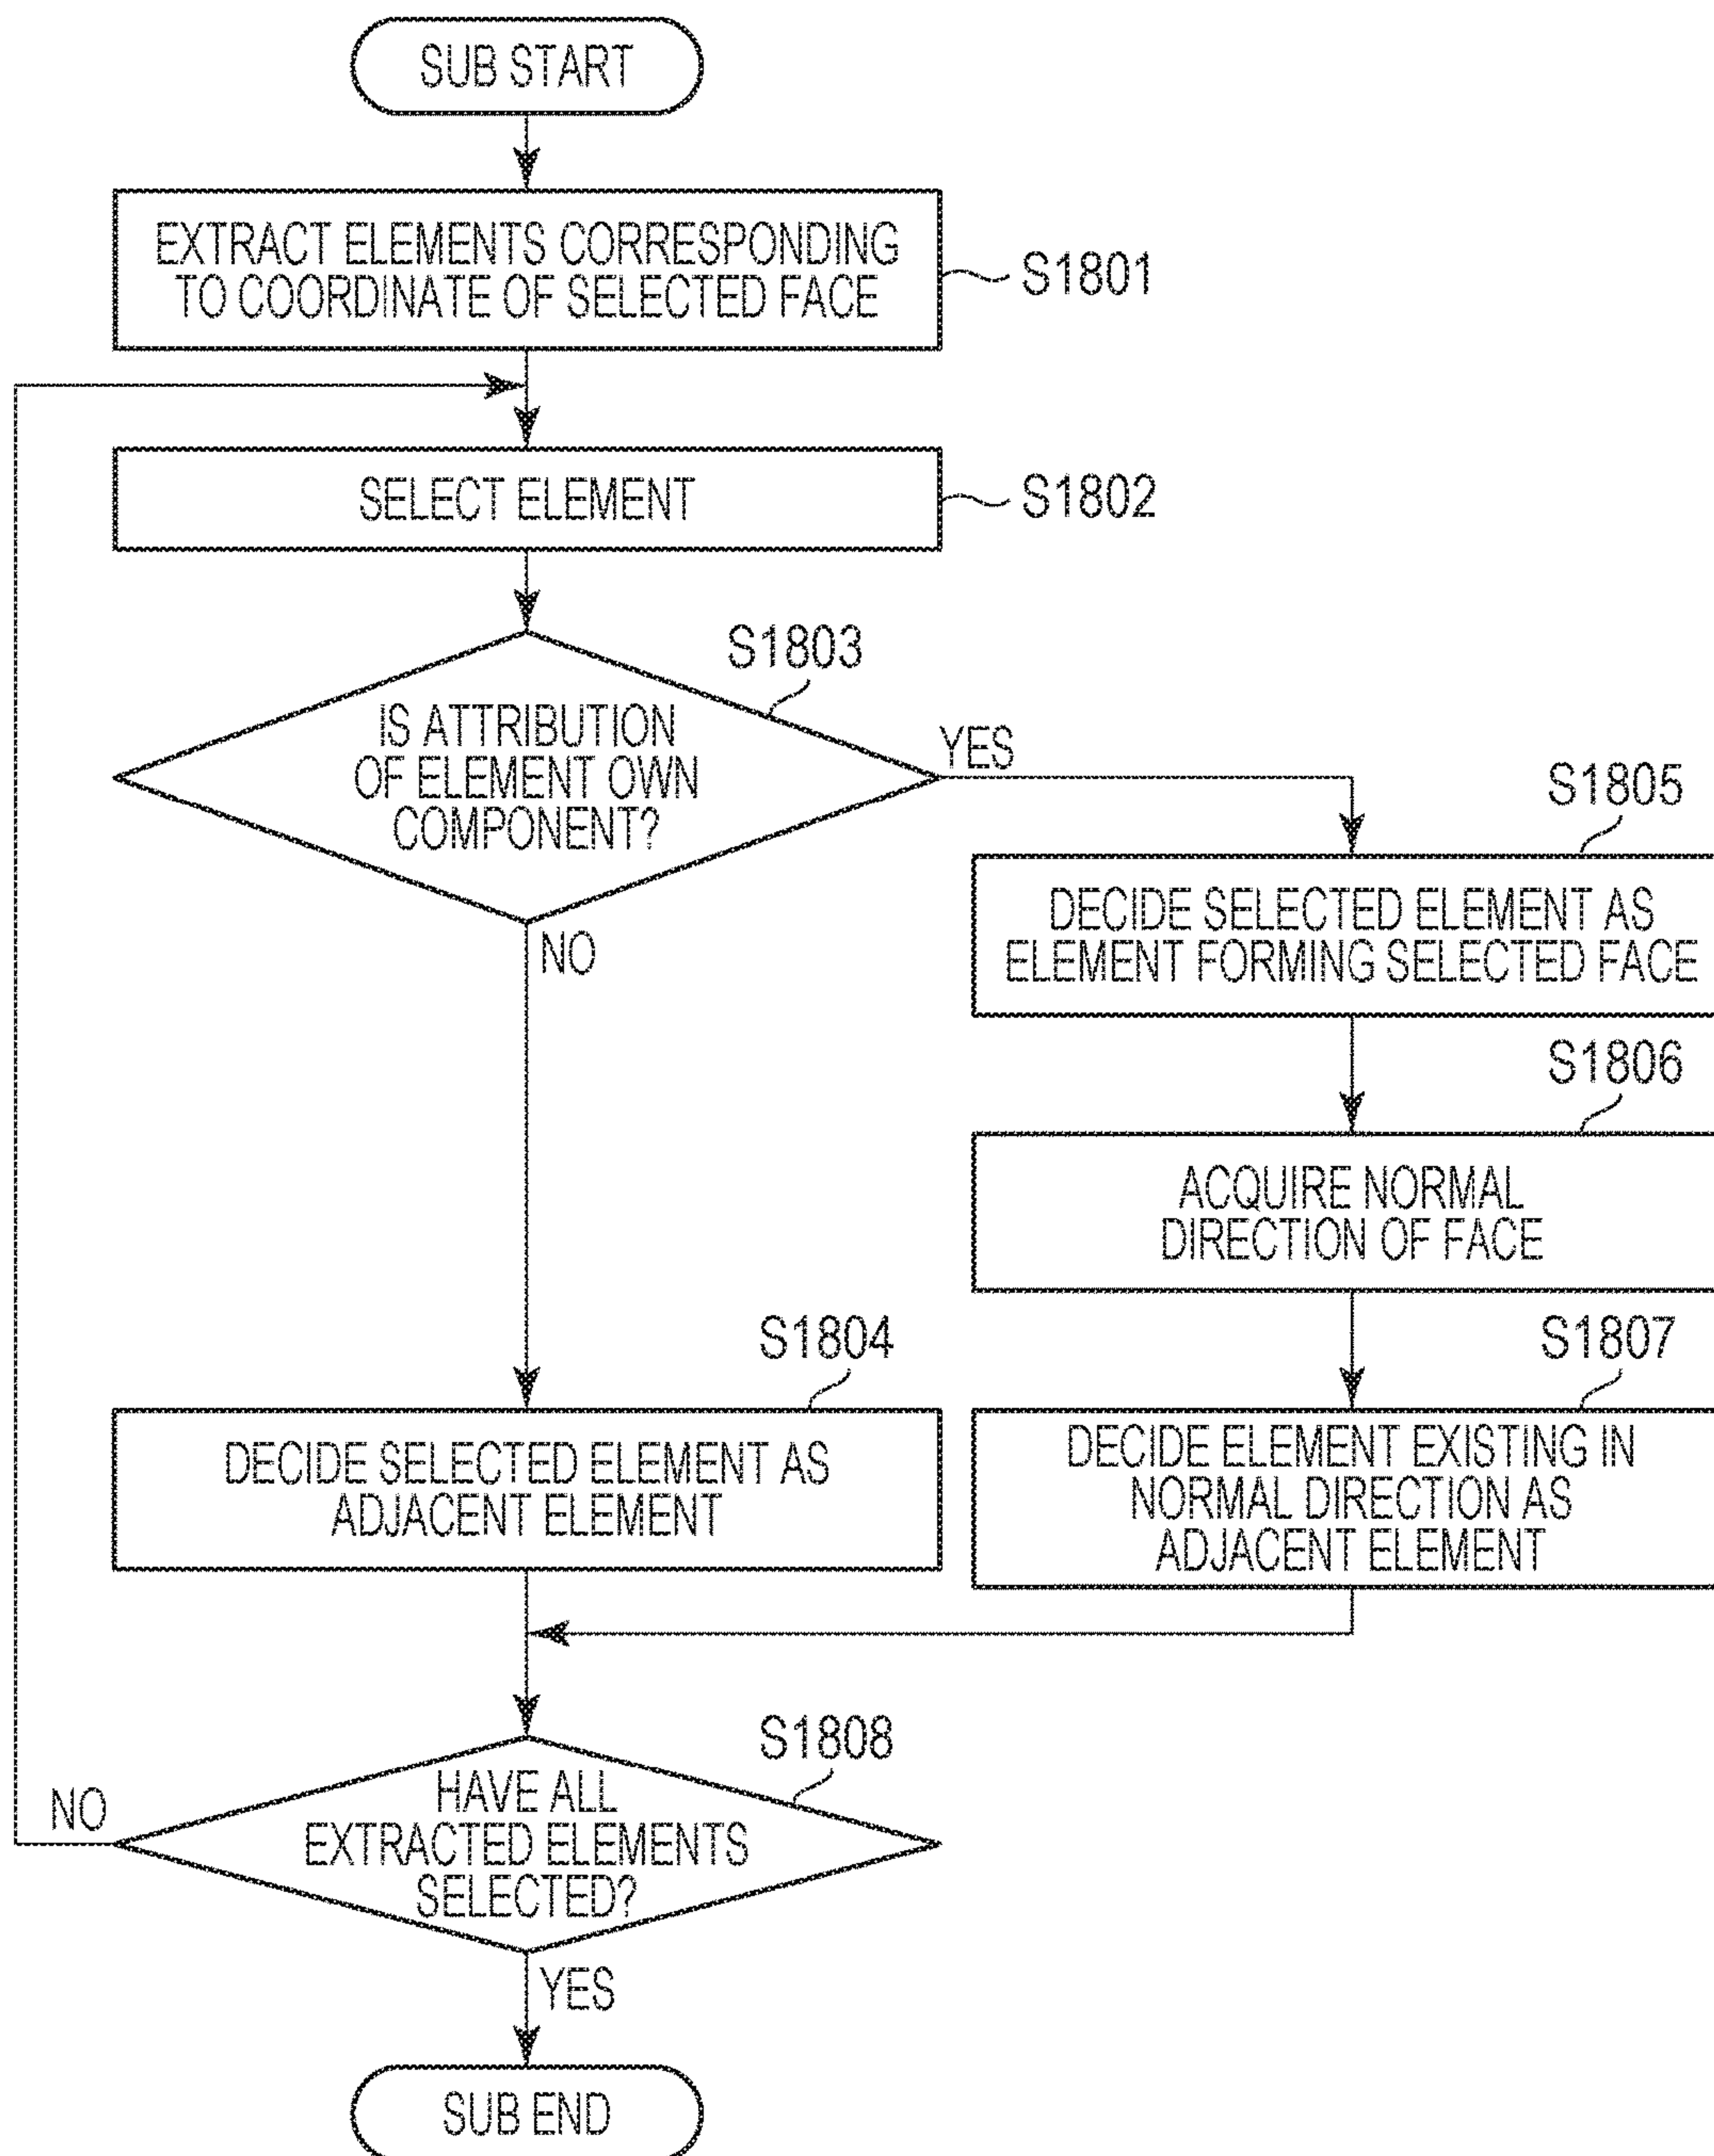 SUB START
EXTRACT ELEMENTS CORRESPONDING
TO COORDINATE OF SELECTED FACE
S1801
SELECT ELEMENT
S1802
S1803
IS ATTRIBUTION
OF ELEMENT OWN
COMPONENT?
YES
NO
S1805
DECIDE SELECTED ELEMENT AS
ELEMENT FORMING SELECTED FACE
S1806
ACQUIRE NORMAL
DIRECTION OF FACE
S1804
DECIDE SELECTED ELEMENT AS
ADJACENT ELEMENT
S1807
DECIDE ELEMENT EXISTING IN
NORMAL DIRECTION AS
ADJACENT ELEMENT
S1808
HAVE ALL
EXTRACTED ELEMENTS
SELECTED?
NO
YES
SUB END